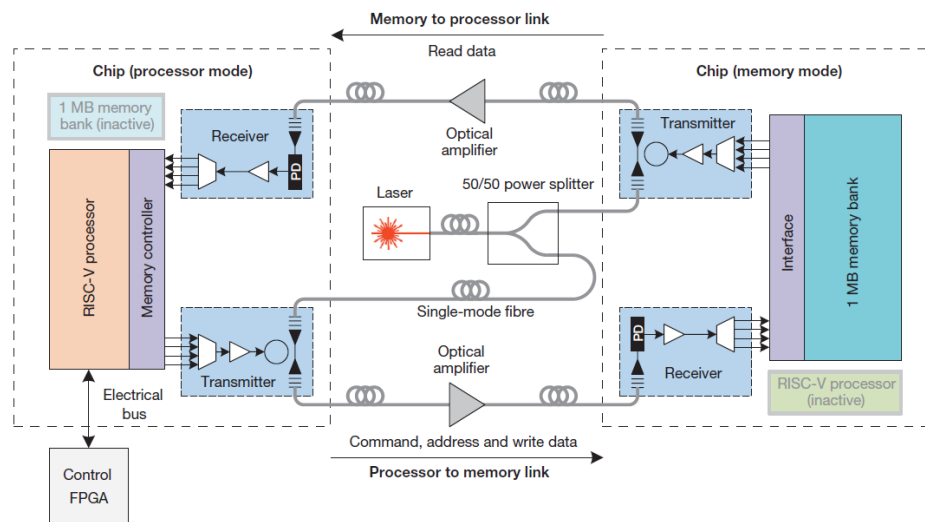 Memory to processor link
Read data
Chip (processor mode)
Chip (memory mode)
1 MB memory
bank (inactive)
Receiver
PD
Optical
amplifier
Transmitter
RISC-V processor
Memory controller
Laser
50/50 power splitter
Interface
1 MB memory bank
Single-mode fibre
Transmitter
Optical
amplifier
PD
Receiver
RISC-V processor
(inactive)
Electrical
bus
Command, address and write data
Processor to memory link
Control
FPGA